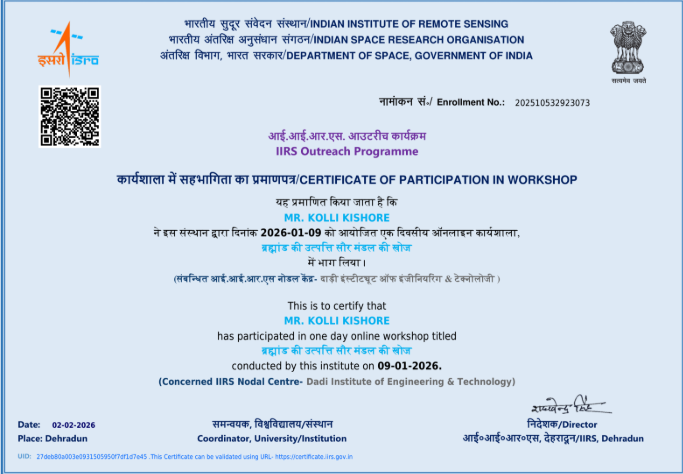 भारतीय सुदूर संवेदन संस्थान/INDIAN INSTITUTE OF REMOTE SENSING
भारतीय अंतरिक्ष अनुसंधान संगठन/INDIAN SPACE RESEARCH ORGANISATION
अंतरिक्ष विभाग, भारत सरकार/DEPARTMENT OF SPACE, GOVERNMENT OF INDIA
इसरो isro
सत्यमेव जयते
नामांकन सं०/ Enrollment No.: 202510532923073
आई.आई.आर.एस. आउटरीच कार्यक्रम
IIRS Outreach Programme
कार्यशाला में सहभागिता का प्रमाणपत्र/CERTIFICATE OF PARTICIPATION IN WORKSHOP
यह प्रमाणित किया जाता है कि
MR. KOLLI KISHORE
ने इस संस्थान द्वारा दिनांक 2026-01-09 को आयोजित एक दिवसीय ऑनलाइन कार्यशाला,
ब्रह्मांड की उत्पत्ति सौर मंडल की खोज
में भाग लिया।
(संबन्धित आई.आई.आर.एस नोडल केंद्र- दाड़ी इंस्टीट्यूट ऑफ इंजीनियरिंग & टेक्नोलोजी )
This is to certify that
MR. KOLLI KISHORE
has participated in one day online workshop titled
ब्रह्मांड की उत्पत्ति सौर मंडल की खोज
conducted by this institute on 09-01-2026.
(Concerned IIRS Nodal Centre- Dadi Institute of Engineering & Technology)
Date: 02-02-2026
Place: Dehradun
समन्वयक, विश्वविद्यालय/संस्थान
Coordinator, University/Institution
निदेशक/Director
आई०आई०आर०एस, देहरादून/IIRS, Dehradun
UID: 27deb80a003e0931505950f7df1d7e45 .This Certificate can be validated using URL- https://certificate.iirs.gov.in